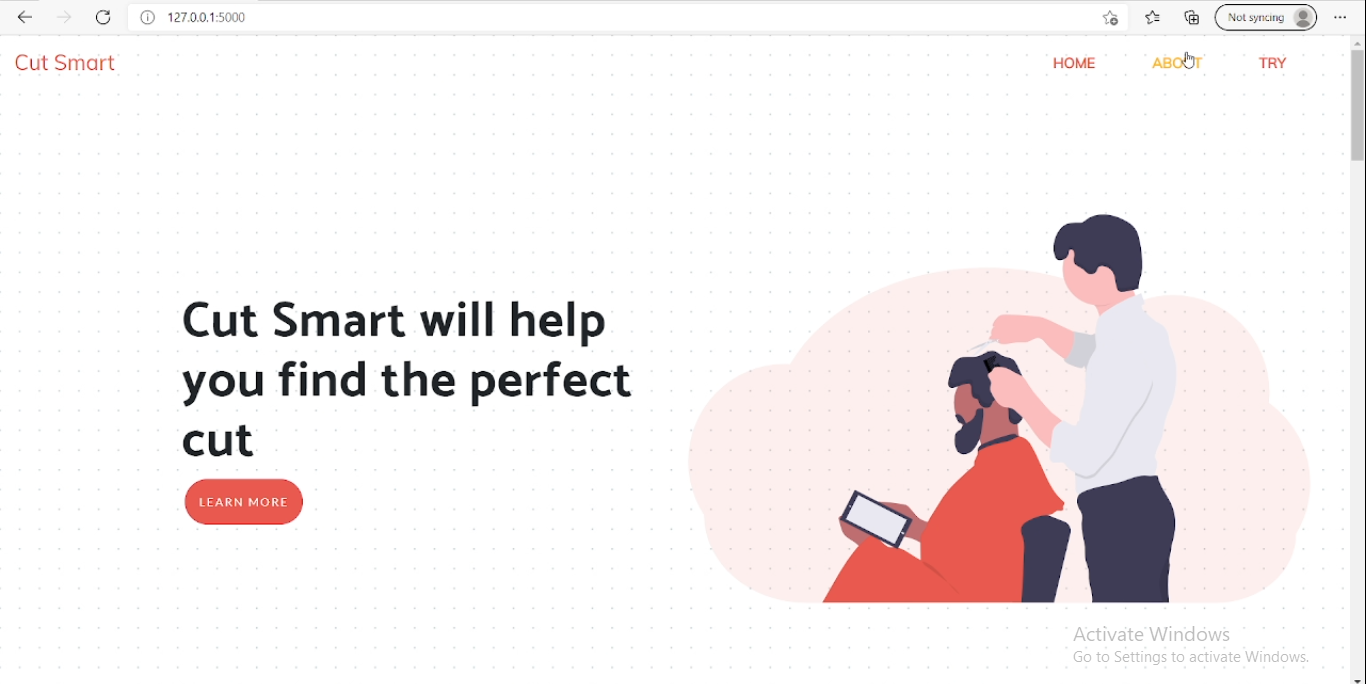 127.0.0.1:5000
Not syncing
Cut Smart
HOME ABOUT TRY
Cut Smart will help
you find the perfect
cut
LEARN MORE
Activate Windows
Go to Settings to activate Windows.